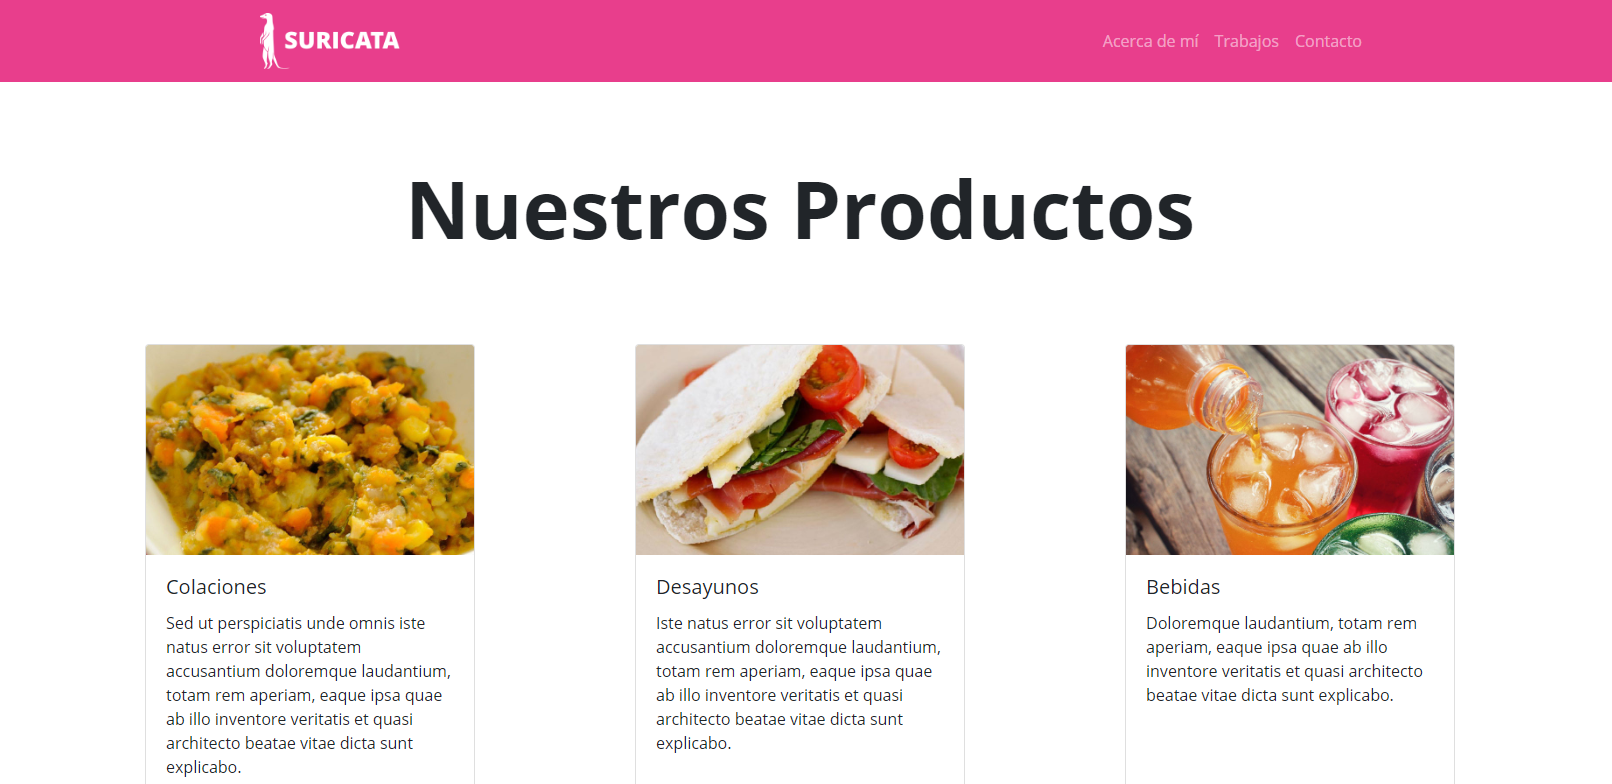 SURICATA
Acerca de mí Trabajos Contacto
Nuestros Productos
Colaciones
Sed ut perspiciatis unde omnis iste
natus error sit voluptatem
accusantium doloremque laudantium,
totam rem aperiam, eaque ipsa quae
ab illo inventore veritatis et quasi
architecto beatae vitae dicta sunt
explicabo.
Desayunos
Iste natus error sit voluptatem
accusantium doloremque laudantium,
totam rem aperiam, eaque ipsa quae
ab illo inventore veritatis et quasi
architecto beatae vitae dicta sunt
explicabo.
Bebidas
Doloremque laudantium, totam rem
aperiam, eaque ipsa quae ab illo
inventore veritatis et quasi architecto
beatae vitae dicta sunt explicabo.